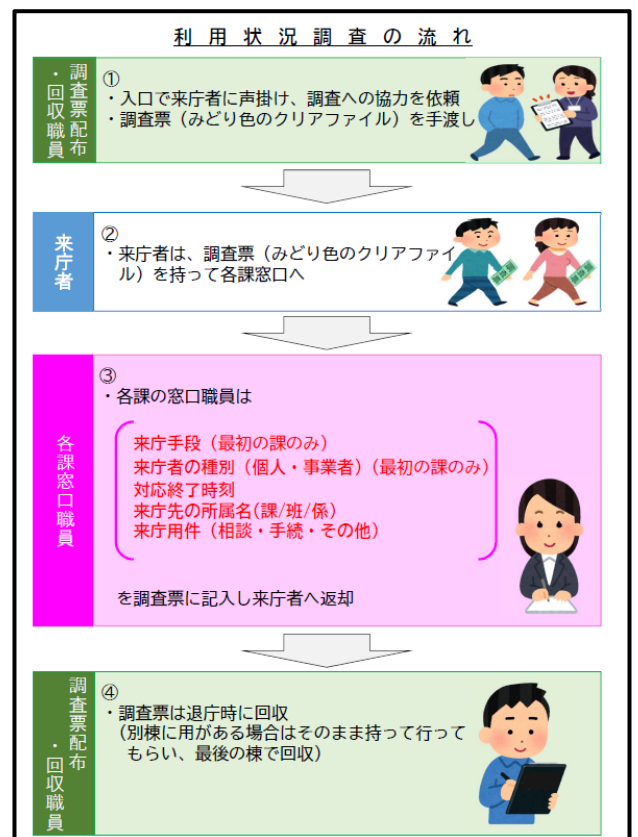 利用状況調査の流れ
調査票配布
・回収職員
①
・入口で来庁者に声掛け、調査への協力を依頼
・調査票（みどり色のクリアファイル）を手渡し
来庁者
②
・来庁者は、調査票（みどり色のクリアファイ
ル）を持って各課窓口へ
各課窓口職員
③
・各課の窓口職員は
来庁手段（最初の課のみ）
来庁者の種別（個人・事業者）（最初の課のみ）
対応終了時刻
来庁先の所属名(課/班/係）
来庁用件（相談・手続・その他）
を調査票に記入し来庁者へ返却
調査票配布
・回収職員
④
・調査票は退庁時に回収
（別棟に用がある場合はそのまま持って行って
もらい、最後の棟で回収）